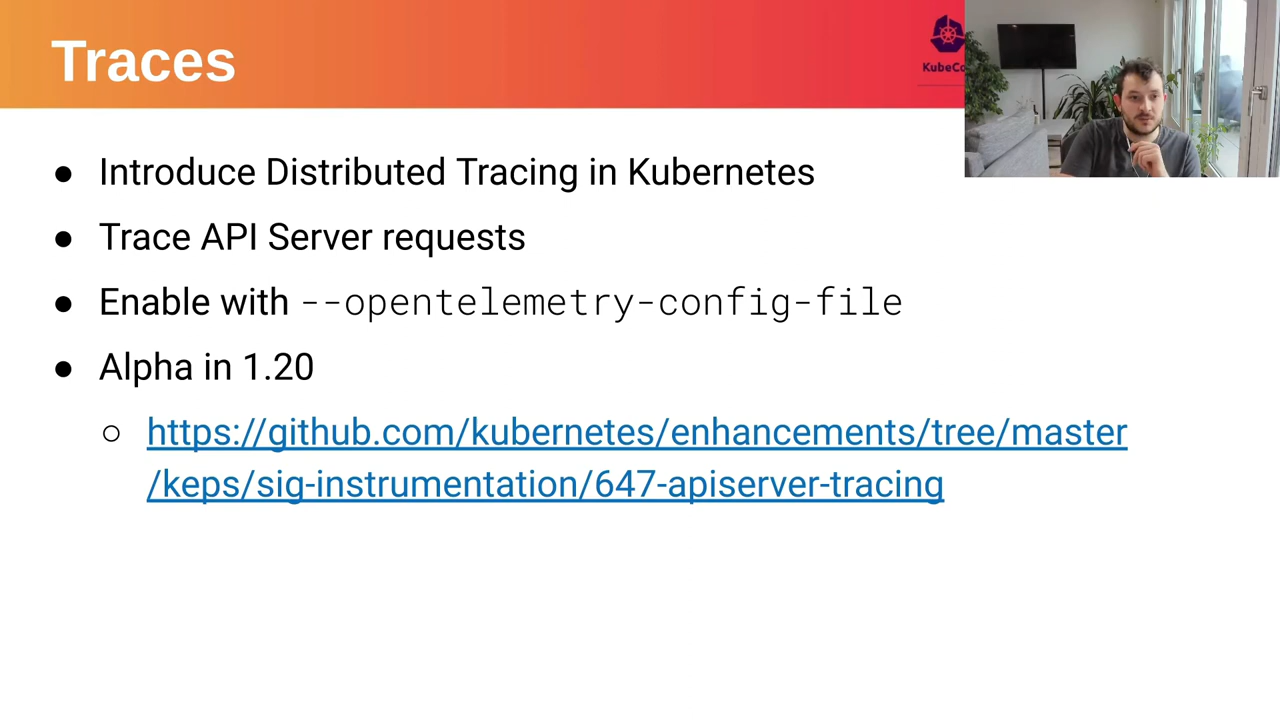 Traces
● Introduce Distributed Tracing in Kubernetes
● Trace API Server requests
● Enable with --opentelemetry-config-file
● Alpha in 1.20
○ https://github.com/kubernetes/enhancements/tree/master
/keps/sig-instrumentation/647-apiserver-tracing